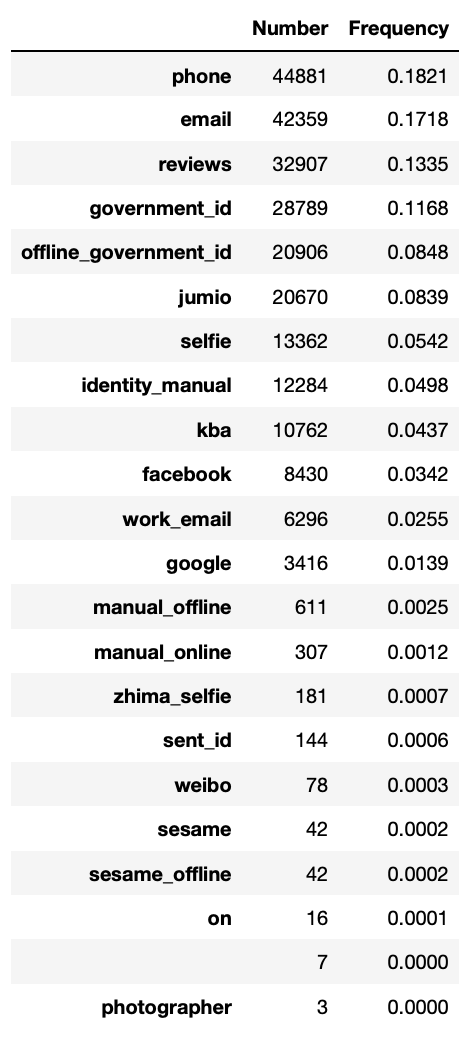 Number Frequency
phone 44881 0.1821
email 42359 0.1718
reviews 32907 0.1335
government_id 28789 0.1168
offline_government_id 20906 0.0848
jumio 20670 0.0839
selfie 13362 0.0542
identity_manual 12284 0.0498
kba 10762 0.0437
facebook 8430 0.0342
work_email 6296 0.0255
google 3416 0.0139
manual_offline 611 0.0025
manual_online 307 0.0012
zhima_selfie 181 0.0007
sent_id 144 0.0006
weibo 78 0.0003
sesame 42 0.0002
sesame_offline 42 0.0002
on 16 0.0001
7 0.0000
photographer 3 0.0000